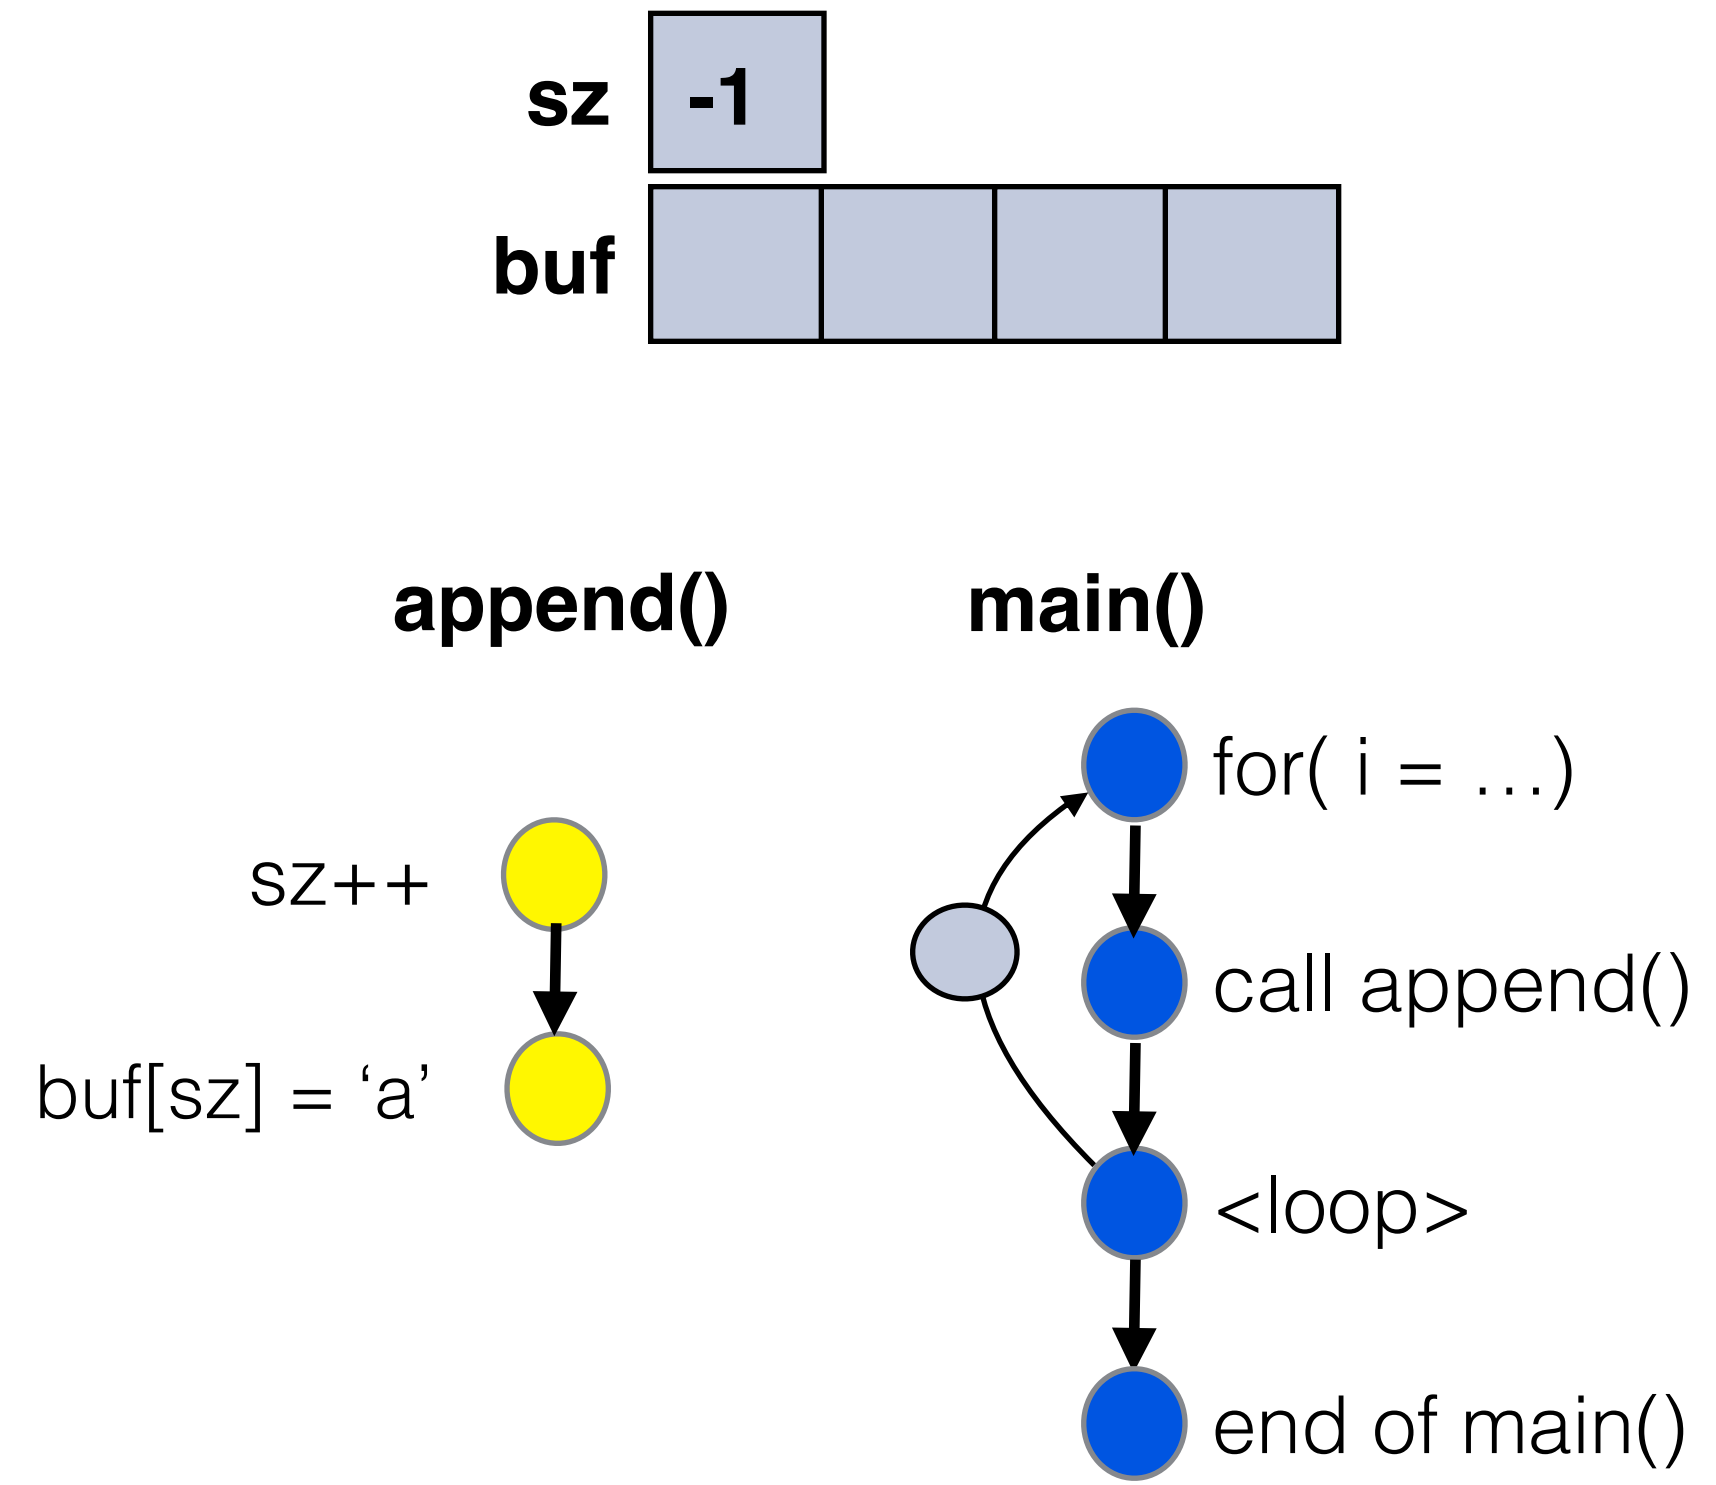 sz
-1
buf
append()
main()
for( i = …)
sz++
call append()
buf[sz] = ‘a’
<loop>
end of main()